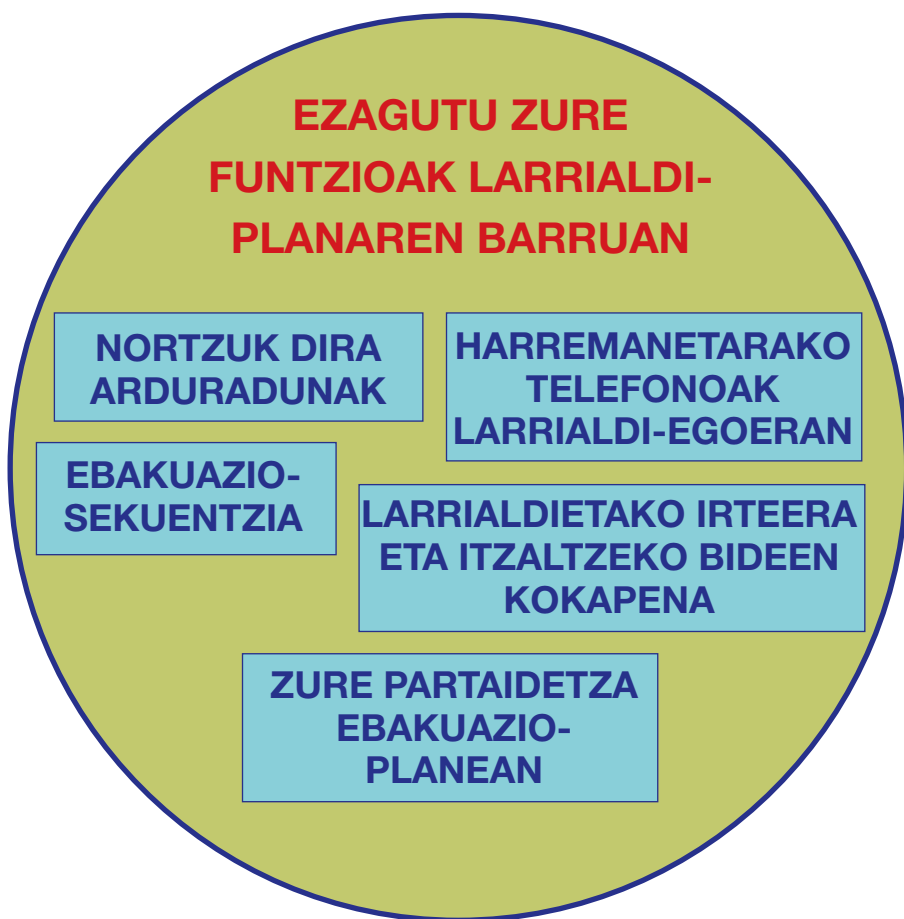 EZAGUTU ZURE
FUNTZIOAK LARRIALDI-
PLANAREN BARRUAN
NORTZUK DIRA
ARDURADUNAK
HARREMANETARAKO
TELEFONOAK
LARRIALDI-EGOERAN
EBAKUAZIO-
SEKUENTZIA
LARRIALDIETAKO IRTEERA
ETA ITZALTZEKO BIDEEN
KOKAPENA
ZURE PARTAIDETZA
EBAKUAZIO-
PLANEAN